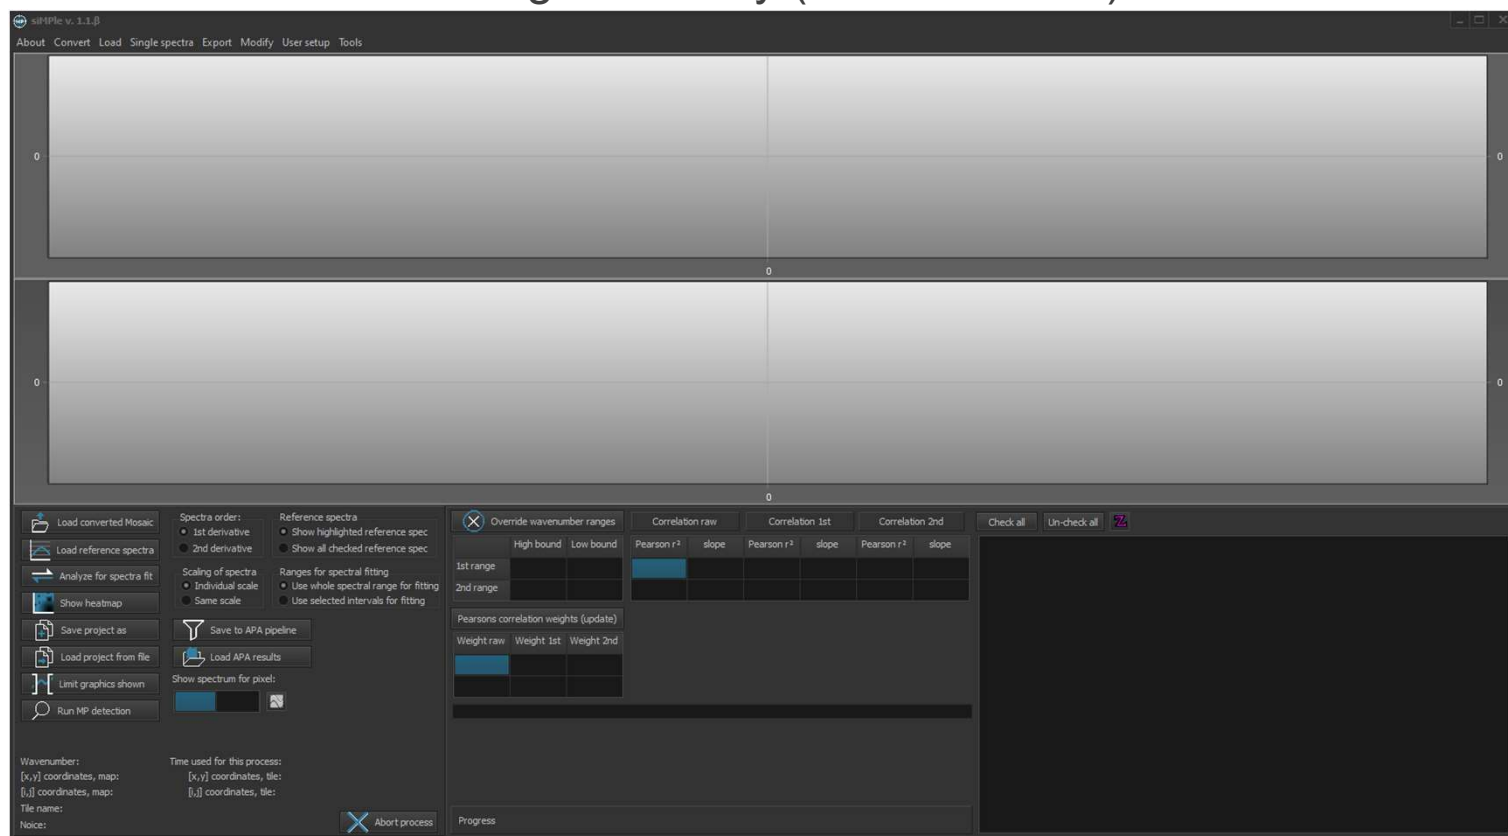 siMPle v. 1.1.β
About Convert Load Single spectra Export Modify User setup Tools
0 0
0
0 0
0
Load converted Mosaic
Load reference spectra
Analyze for spectra fit
Show heatmap
Save project as
Load project from file
Limit graphics shown
Run MP detection
Spectra order:
1st derivative
2nd derivative
Reference spectra
Show highlighted reference spec
Show all checked reference spec
Scaling of spectra
Individual scale
Same scale
Ranges for spectral fitting
Use whole spectral range for fitting
Use selected intervals for fitting
Save to APA pipeline
Load APA results
Show spectrum for pixel:
Wavenumber:
[x,y] coordinates, map:
[i,j] coordinates, map:
Tile name:
Noice:
Time used for this process:
[x,y] coordinates, tile:
[i,j] coordinates, tile:
Abort process
Override wavenumber ranges Correlation raw Correlation 1st Correlation 2nd
High bound Low bound Pearson r² slope Pearson r² slope Pearson r² slope
1st range
2nd range
Pearsons correlation weights (update)
Weight raw Weight 1st Weight 2nd
Progress
Check all Un-check all Z